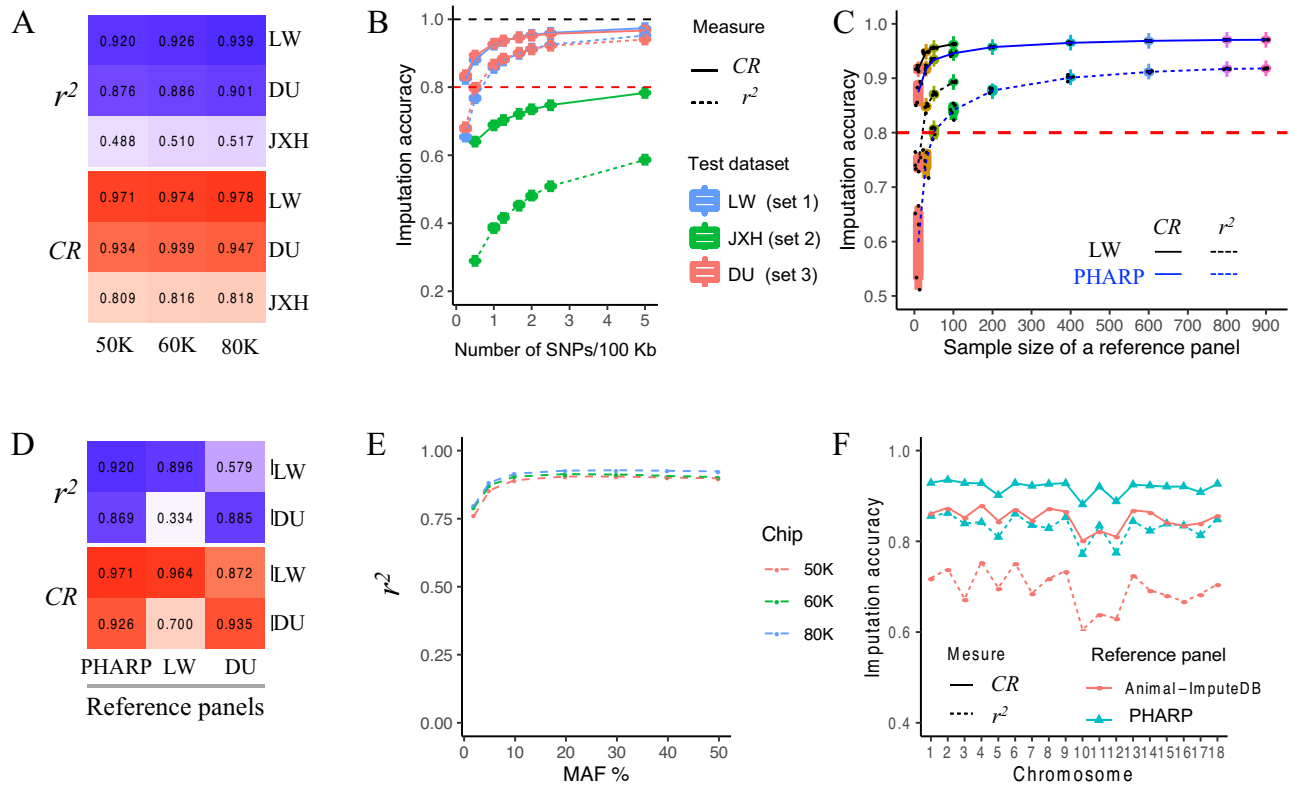 A
r²
0.920 0.926 0.939 LW
0.876 0.886 0.901 DU
0.488 0.510 0.517 JXH
CR
0.971 0.974 0.978 LW
0.934 0.939 0.947 DU
0.809 0.816 0.818 JXH
50K 60K 80K
B
Imputation accuracy
1.0
0.8
0.6
0.4
0.2
0 1 2 3 4 5
Number of SNPs/100 Kb
Measure
CR
r²
Test dataset
LW (set 1)
JXH (set 2)
DU (set 3)
C
Imputation accuracy
1.0
0.9
0.8
0.7
0.6
0.5
CR r²
LW
PHARP
0 100 200 300 400 500 600 700 800 900
Sample size of a reference panel
D
r²
0.920 0.896 0.579 LW
0.869 0.334 0.885 DU
CR
0.971 0.964 0.872 LW
0.926 0.700 0.935 DU
PHARP LW DU
Reference panels
E
r²
1.00
0.75
0.50
0.25
0.00
0 10 20 30 40 50
MAF %
Chip
50K
60K
80K
F
Imputation accuracy
1.0
0.8
0.6
0.4
Mesure
CR
r²
Reference panel
Animal-ImputeDB
PHARP
1 2 3 4 5 6 7 8 9 10 11 12 13 14 15 16 17 18
Chromosome